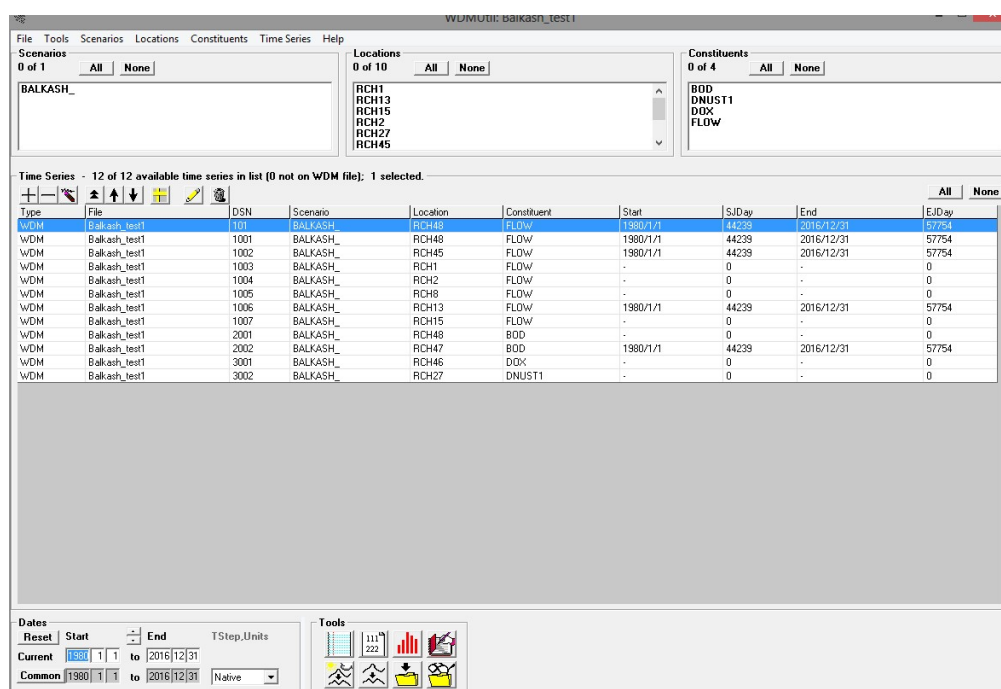 WDMUtil: Balkash_test1
File Tools Scenarios Locations Constituents Time Series Help
Scenarios
0 of 1 All None
BALKASH_
Locations
0 of 10 All None
RCH1
RCH13
RCH15
RCH2
RCH27
RCH45
Constituents
0 of 4 All None
BOD
DNUST1
DOX
FLOW
Time Series - 12 of 12 available time series in list (0 not on WDM file); 1 selected.
All None
Type File DSN Scenario Location Constituent Start SJDay End EJDay
WDM Balkash_test1 101 BALKASH_ RCH48 FLOW 1980/1/1 44239 2016/12/31 57754
WDM Balkash_test1 1001 BALKASH_ RCH48 FLOW 1980/1/1 44239 2016/12/31 57754
WDM Balkash_test1 1002 BALKASH_ RCH45 FLOW 1980/1/1 44239 2016/12/31 57754
WDM Balkash_test1 1003 BALKASH_ RCH1 FLOW - 0 - 0
WDM Balkash_test1 1004 BALKASH_ RCH2 FLOW - 0 - 0
WDM Balkash_test1 1005 BALKASH_ RCH8 FLOW - 0 - 0
WDM Balkash_test1 1006 BALKASH_ RCH13 FLOW 1980/1/1 44239 2016/12/31 57754
WDM Balkash_test1 1007 BALKASH_ RCH15 FLOW - 0 - 0
WDM Balkash_test1 2001 BALKASH_ RCH48 BOD - 0 - 0
WDM Balkash_test1 2002 BALKASH_ RCH47 BOD 1980/1/1 44239 2016/12/31 57754
WDM Balkash_test1 3001 BALKASH_ RCH46 DOX - 0 - 0
WDM Balkash_test1 3002 BALKASH_ RCH27 DNUST1 - 0 - 0
Dates
Reset Start End TStep,Units
Current 1980 1 1 to 2016 12 31
Common 1980 1 1 to 2016 12 31 Native
Tools
111
222